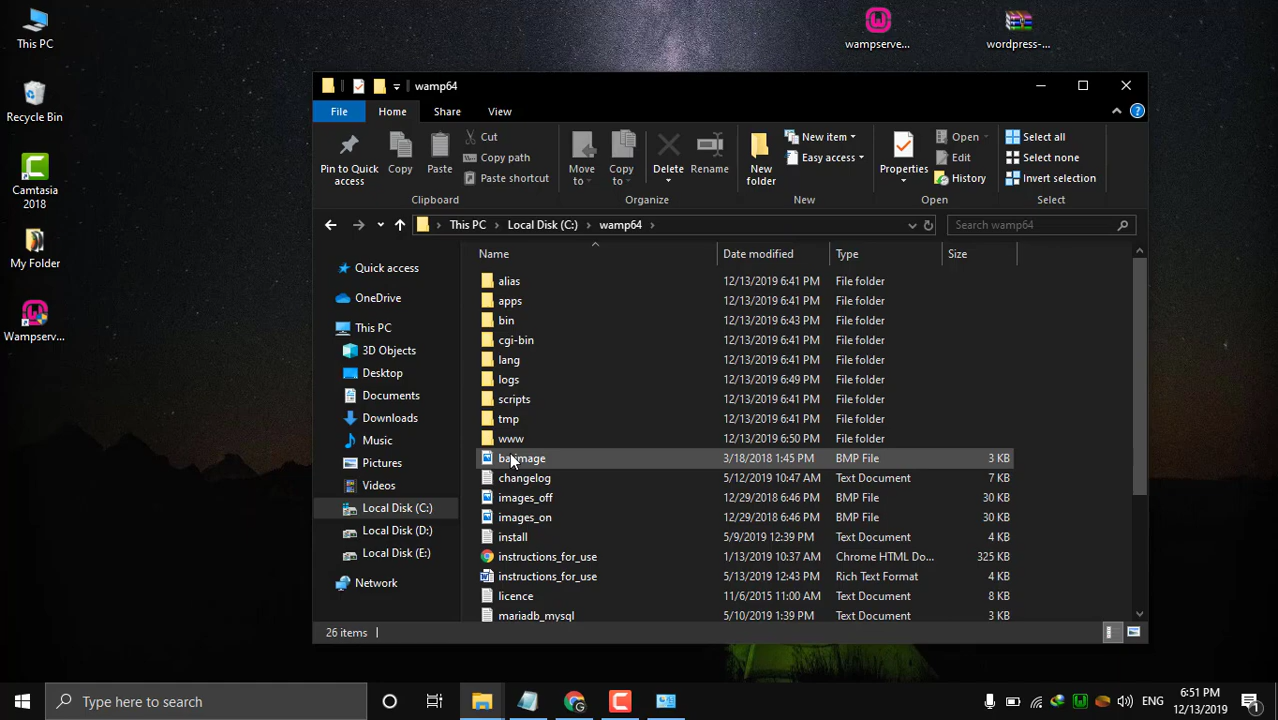 This PC
Recycle Bin
Camtasia
2018
My Folder
Wampserv...
wampserve...
wordpress-...
wamp64
File Home Share View
Pin to Quick
access
Copy
Paste
Cut
Copy path
Paste shortcut
Clipboard
Move
to
Copy
to
Delete
Rename
Organize
New
folder
New item
Easy access
New
Properties
Open
Edit
History
Open
Select all
Select none
Invert selection
Select
This PC Local Disk (C:) wamp64
Search wamp64
Quick access
OneDrive
This PC
3D Objects
Desktop
Documents
Downloads
Music
Pictures
Videos
Local Disk (C:)
Local Disk (D:)
Local Disk (E:)
Network
Name Date modified Type Size
alias 12/13/2019 6:41 PM File folder
apps 12/13/2019 6:41 PM File folder
bin 12/13/2019 6:43 PM File folder
cgi-bin 12/13/2019 6:41 PM File folder
lang 12/13/2019 6:41 PM File folder
logs 12/13/2019 6:49 PM File folder
scripts 12/13/2019 6:41 PM File folder
tmp 12/13/2019 6:41 PM File folder
www 12/13/2019 6:50 PM File folder
3/18/2018 1:45 PM BMP File 3 KB
changelog 5/12/2019 10:47 AM Text Document 7 KB
images_off 12/29/2018 6:46 PM BMP File 30 KB
images_on 12/29/2018 6:46 PM BMP File 30 KB
install 5/9/2019 12:39 PM Text Document 4 KB
instructions_for_use 1/13/2019 10:37 AM Chrome HTML Do... 325 KB
instructions_for_use 5/13/2019 12:43 PM Rich Text Format 4 KB
licence 11/6/2015 11:00 AM Text Document 8 KB
mariadb_mysql 5/10/2019 1:39 PM Text Document 3 KB
26 items
Type here to search
ENG
6:51 PM
12/13/2019
1